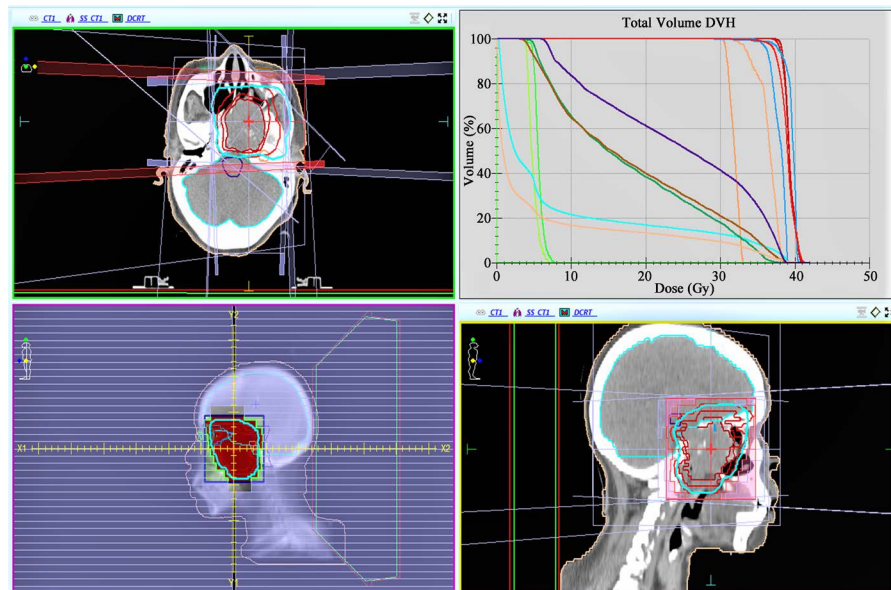 CT1 SS CT1 DCRT
Total Volume DVH
100
80
60
40
20
0
Volume (%)
0 10 20 30 40 50
Dose (Gy)
Y2
X1 X2
Y1
CT1 SS CT1 DCRT